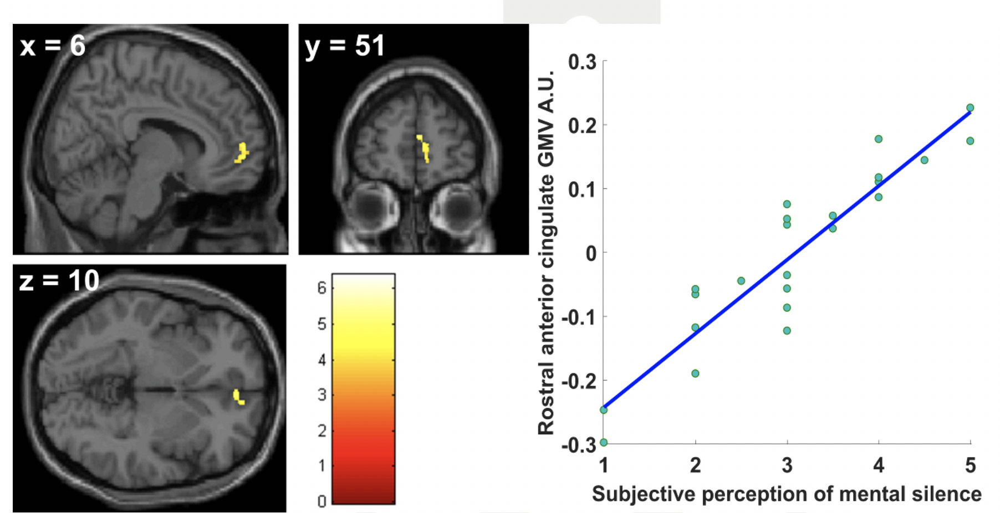 x = 6
y = 51
z = 10
6
5
4
3
2
1
0
Rostral anterior cingulate GMV A.U.
0.3
0.2
0.1
0
-0.1
-0.2
-0.3
1 2 3 4 5
Subjective perception of mental silence